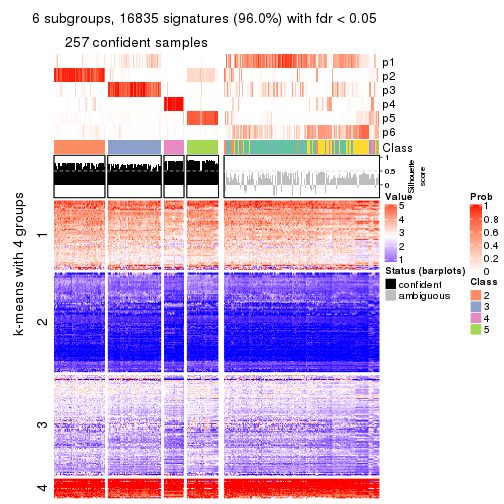 6 subgroups, 16835 signatures (96.0%) with fdr < 0.05
257 confident samples
p1
p2
p3
p4
p5
p6
Class
1
0.5
0
Silhouette
score
k-means with 4 groups
1
2
3
4
Value
5
4
3
2
1
Status (barplots)
confident
ambiguous
Prob
1
0.8
0.6
0.4
0.2
0
Class
2
3
4
5